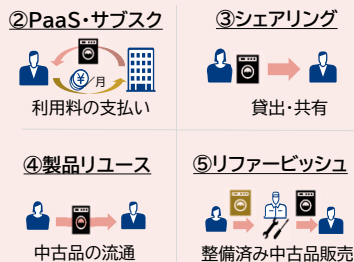 ②PaaS・サブスク
¥/月
利用料の支払い
③シェアリング
貸出・共有
④製品リユース
中古品の流通
⑤リファービッシュ
整備済み中古品販売